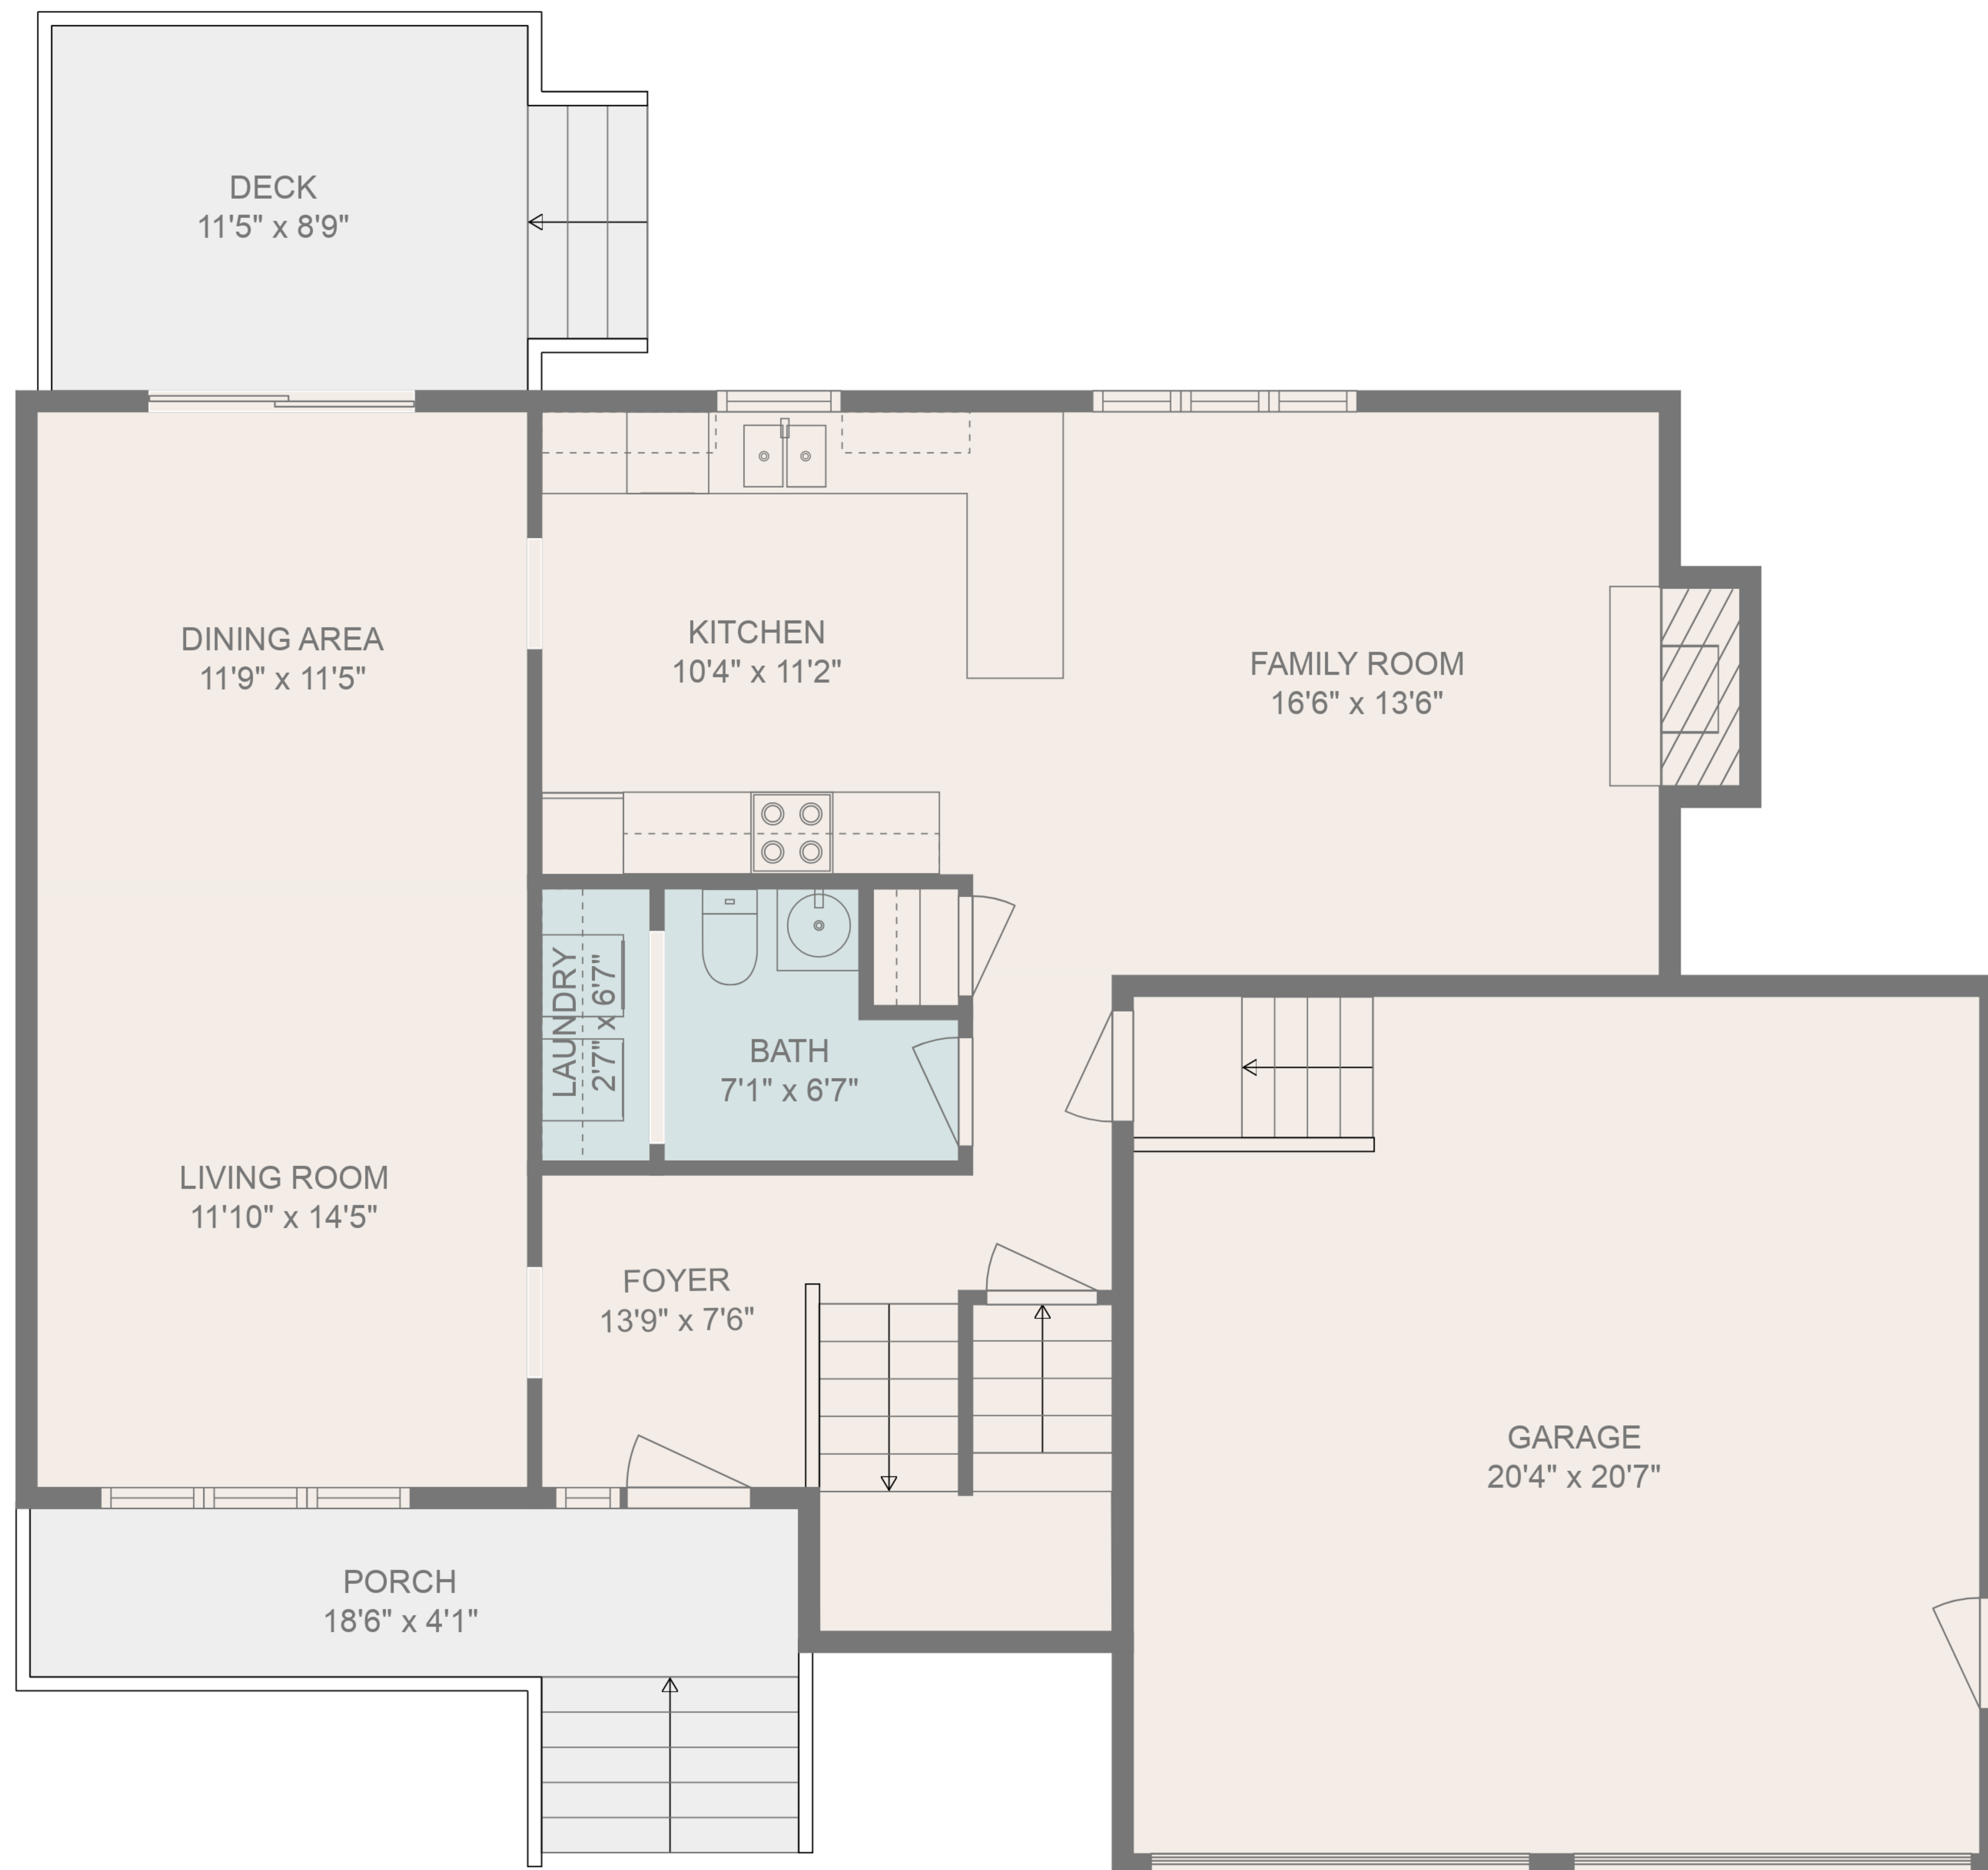 DECK
11'5" x 8'9"
DINING AREA
11'9" x 11'5"
KITCHEN
10'4" x 11'2"
FAMILY ROOM
16'6" x 13'6"
LAUNDRY
2'7" x 6'7"
BATH
7'1" x 6'7"
LIVING ROOM
11'10" x 14'5"
FOYER
13'9" x 7'6"
GARAGE
20'4" x 20'7"
PORCH
18'6" x 4'1"